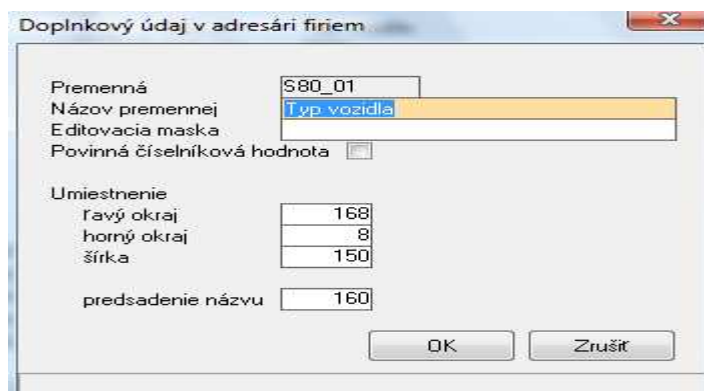 Doplnkový údaj v adresári firiem
Premenná S80_01
Názov premennej Typ vozidla
Editovacia maska
Povinná číselníková hodnota
Umiestnenie
ľavý okraj 168
horný okraj 8
šírka 150
predsadenie názvu 160
OK Zrušiť